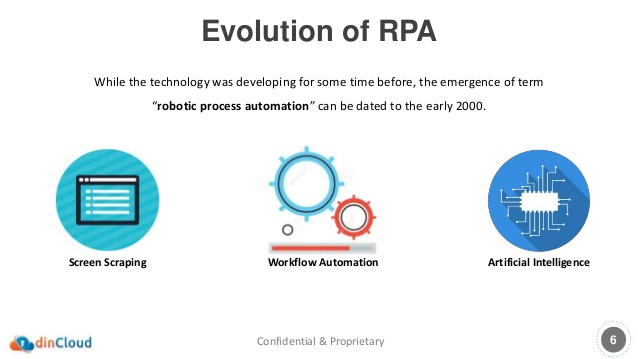 Evolution of RPA
While the technology was developing for some time before, the emergence of term
“robotic process automation” can be dated to the early 2000.
Screen Scraping
Workflow Automation
Artificial Intelligence
dinCloud
Confidential & Proprietary
6